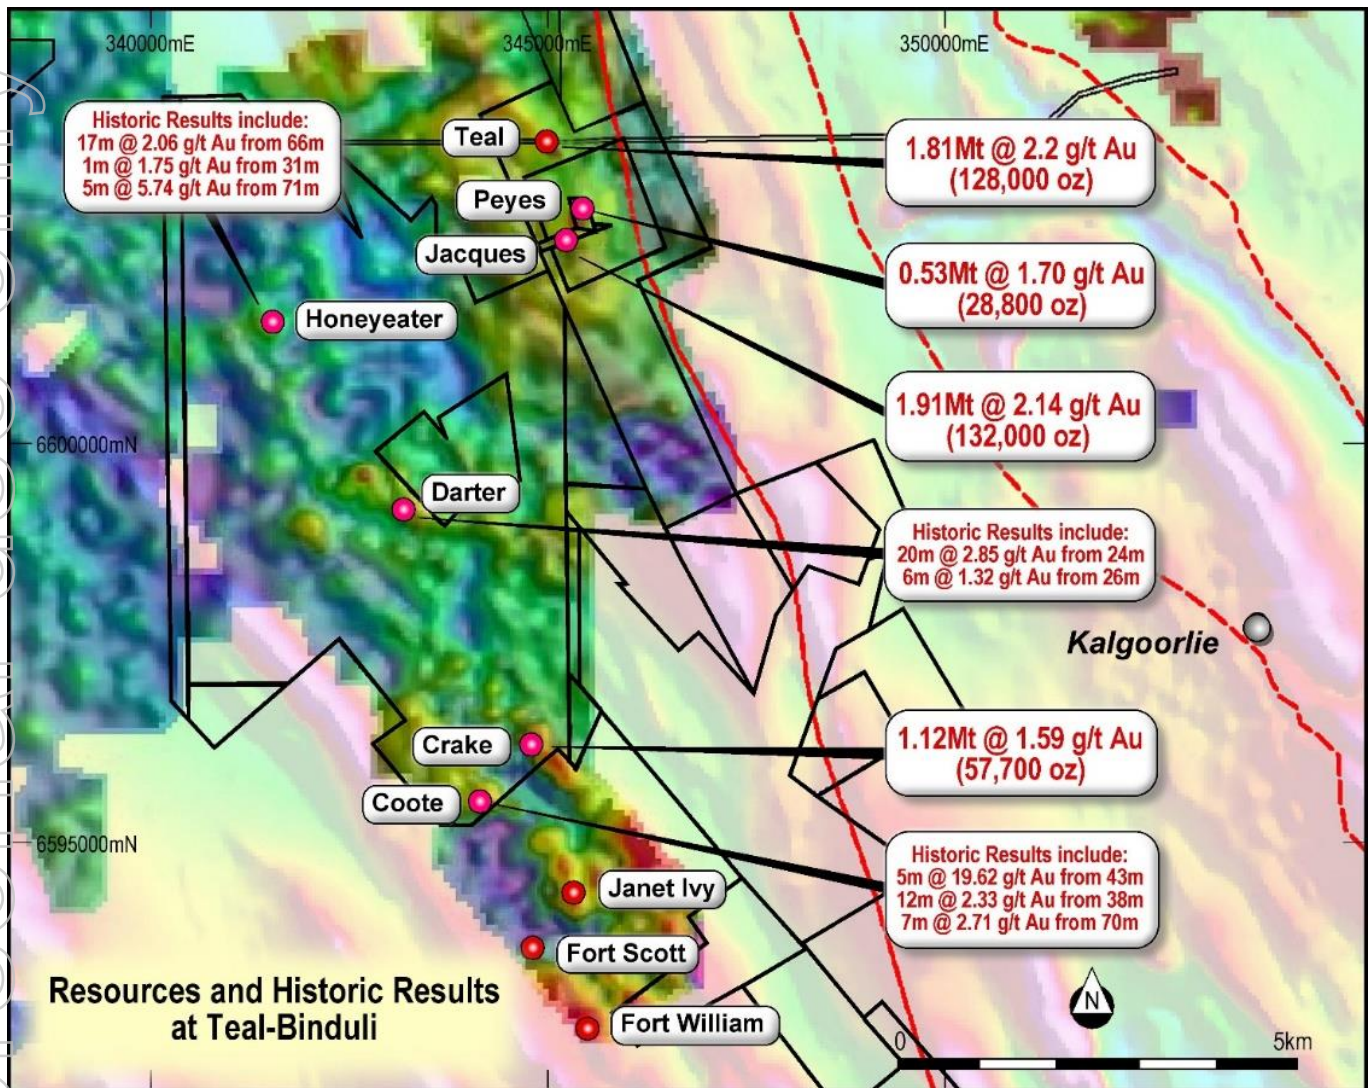 340000mE
345000mE
350000mE
Historic Results include:
17m @ 2.06 g/t Au from 66m
1m @ 1.75 g/t Au from 31m
5m @ 5.74 g/t Au from 71m
Teal
1.81Mt @ 2.2 g/t Au
(128,000 oz)
Peyes
Jacques
0.53Mt @ 1.70 g/t Au
(28,800 oz)
Honeyeater
1.91Mt @ 2.14 g/t Au
(132,000 oz)
6600000mN
Darter
Historic Results include:
20m @ 2.85 g/t Au from 24m
6m @ 1.32 g/t Au from 26m
Kalgoorlie
Crake
1.12Mt @ 1.59 g/t Au
(57,700 oz)
Coote
6595000mN
Historic Results include:
5m @ 19.62 g/t Au from 43m
12m @ 2.33 g/t Au from 38m
7m @ 2.71 g/t Au from 70m
Janet Ivy
Fort Scott
Fort William
Resources and Historic Results
at Teal-Binduli
N
0
5km